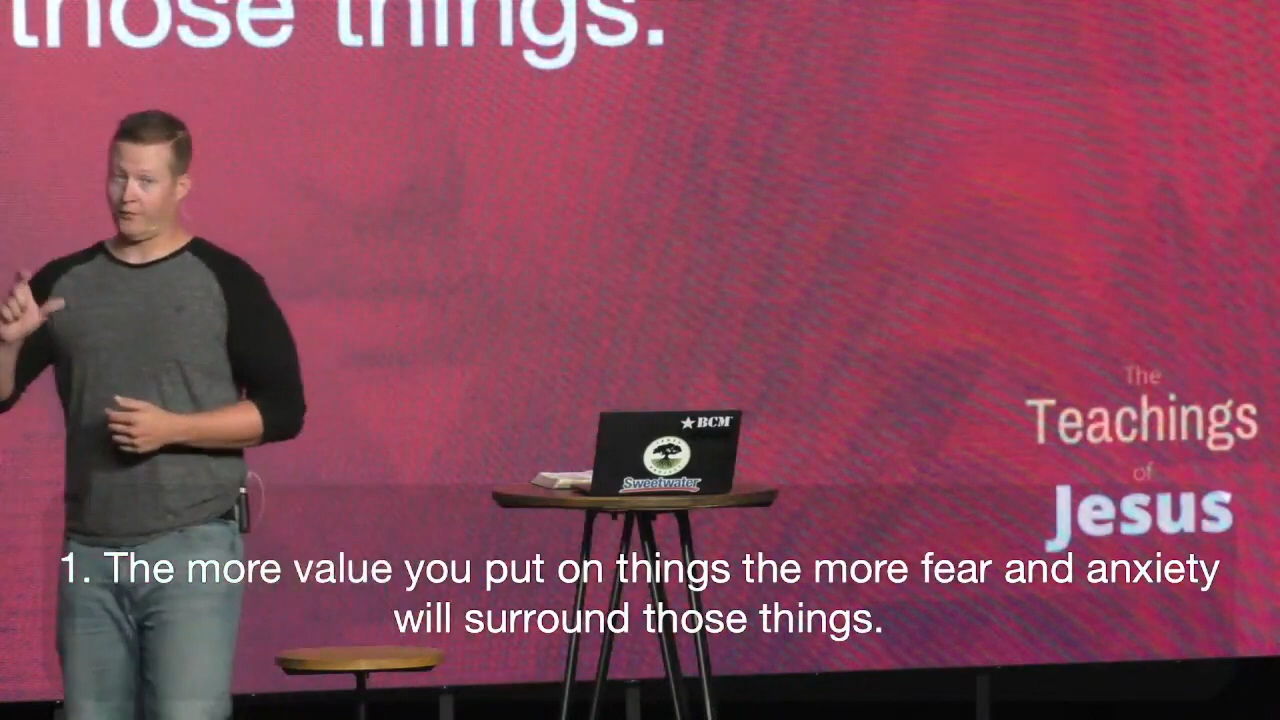 those things.
★BCM
Sweetwater
The
Teachings
of
Jesus
1. The more value you put on things the more fear and anxiety
will surround those things.